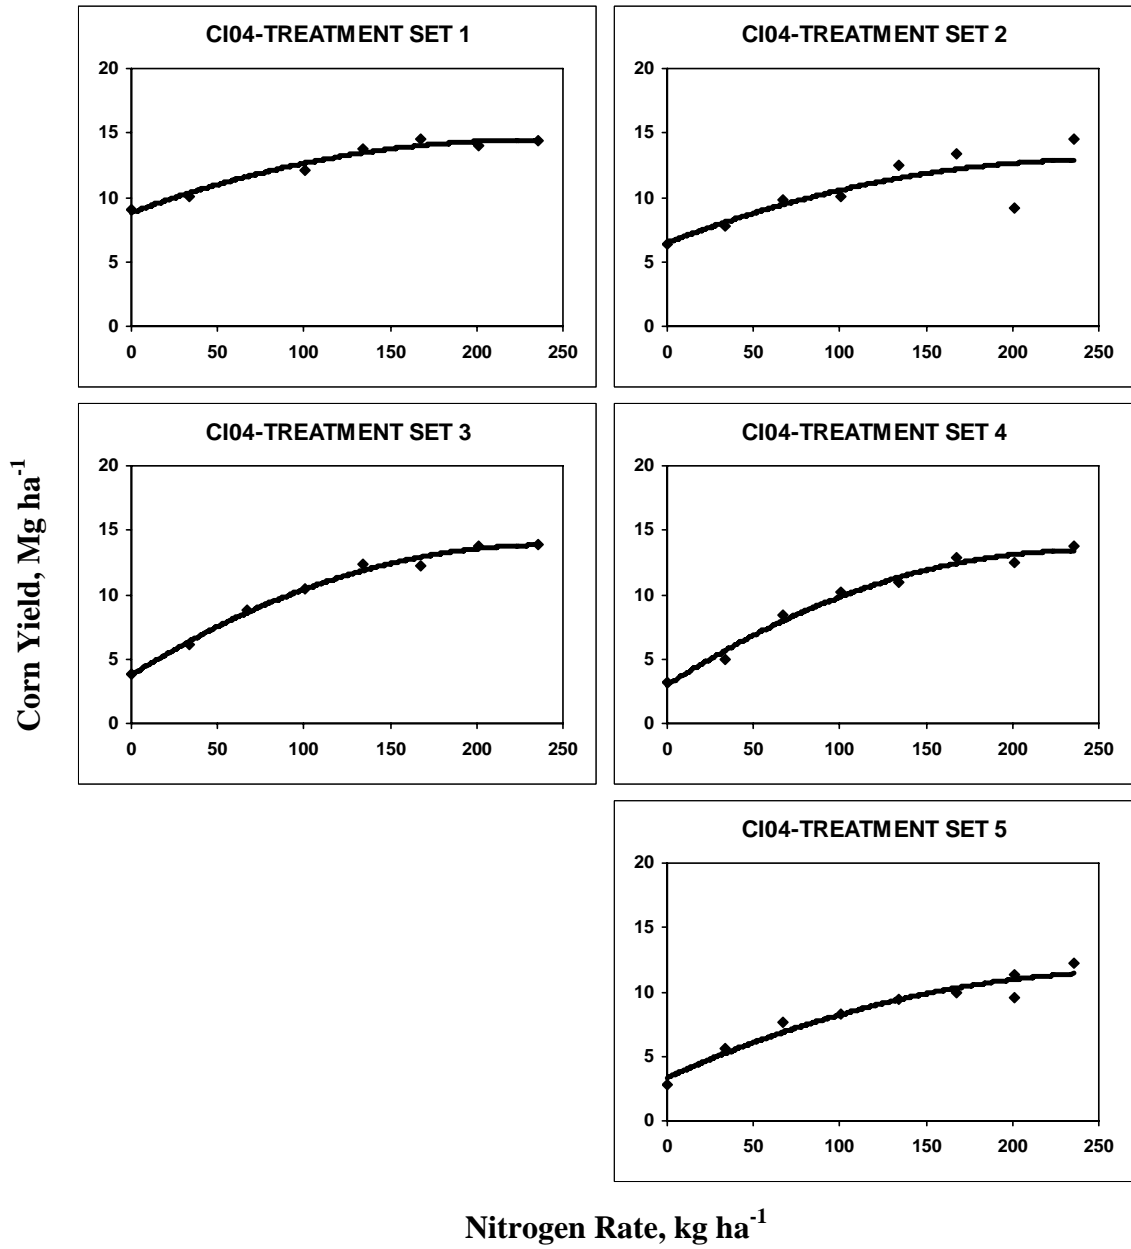 CI04-TREATMENT SET 1
20
15
10
5
0
0 50 100 150 200 250
CI04-TREATMENT SET 2
20
15
10
5
0
0 50 100 150 200 250
CI04-TREATMENT SET 3
20
15
10
5
0
0 50 100 150 200 250
CI04-TREATMENT SET 4
20
15
10
5
0
0 50 100 150 200 250
CI04-TREATMENT SET 5
20
15
10
5
0
0 50 100 150 200 250
Corn Yield, Mg ha⁻¹
Nitrogen Rate, kg ha⁻¹